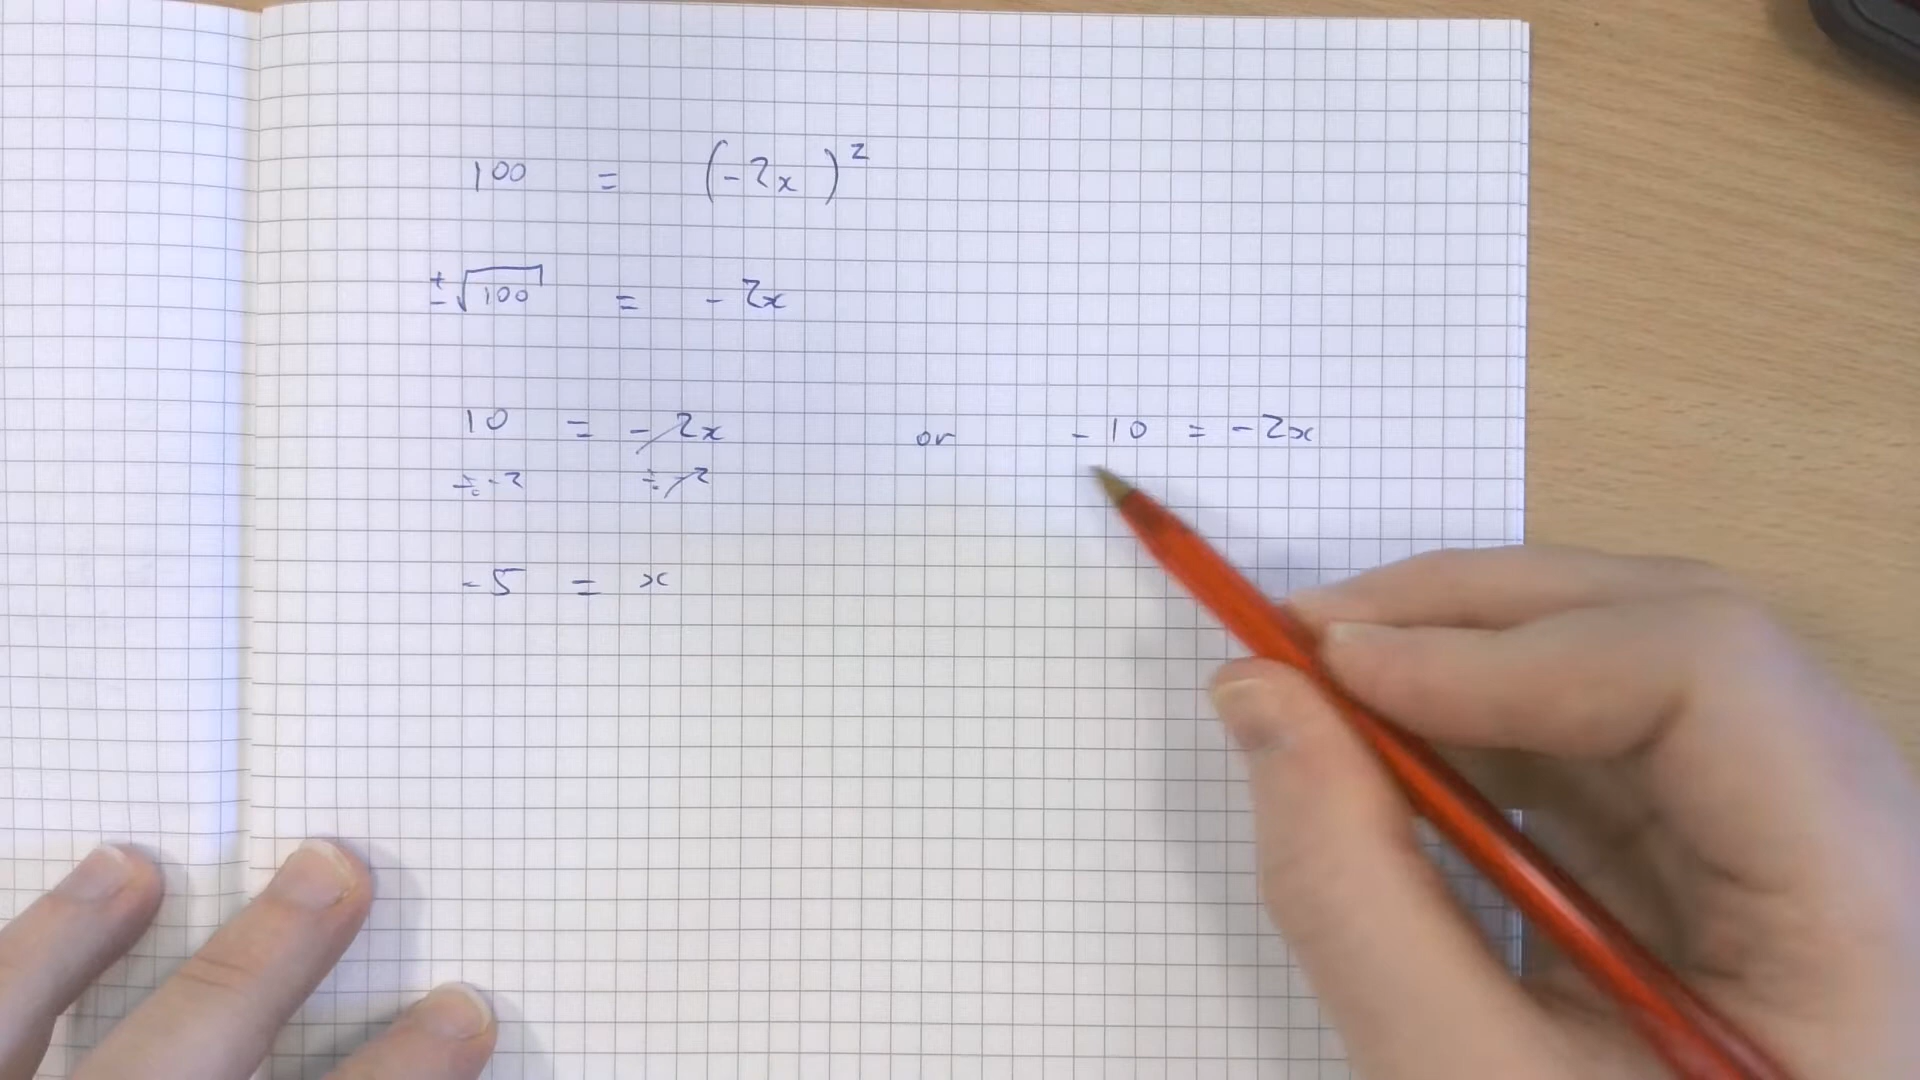 100 = (-2x)²
±√100 = -2x
10 = -2x or -10 = -2x
÷-2 ÷-2
-5 = x